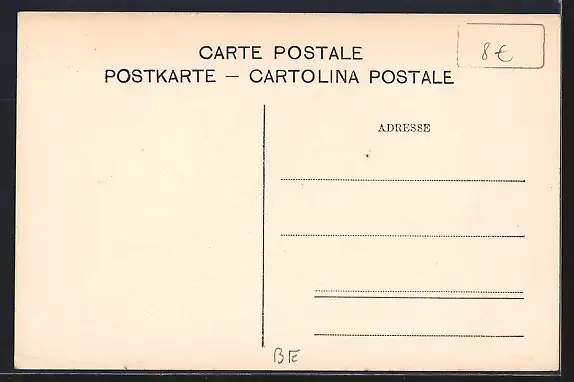 CARTE POSTALE
POSTKARTE — CARTOLINA POSTALE
8 €
ADRESSE
BE